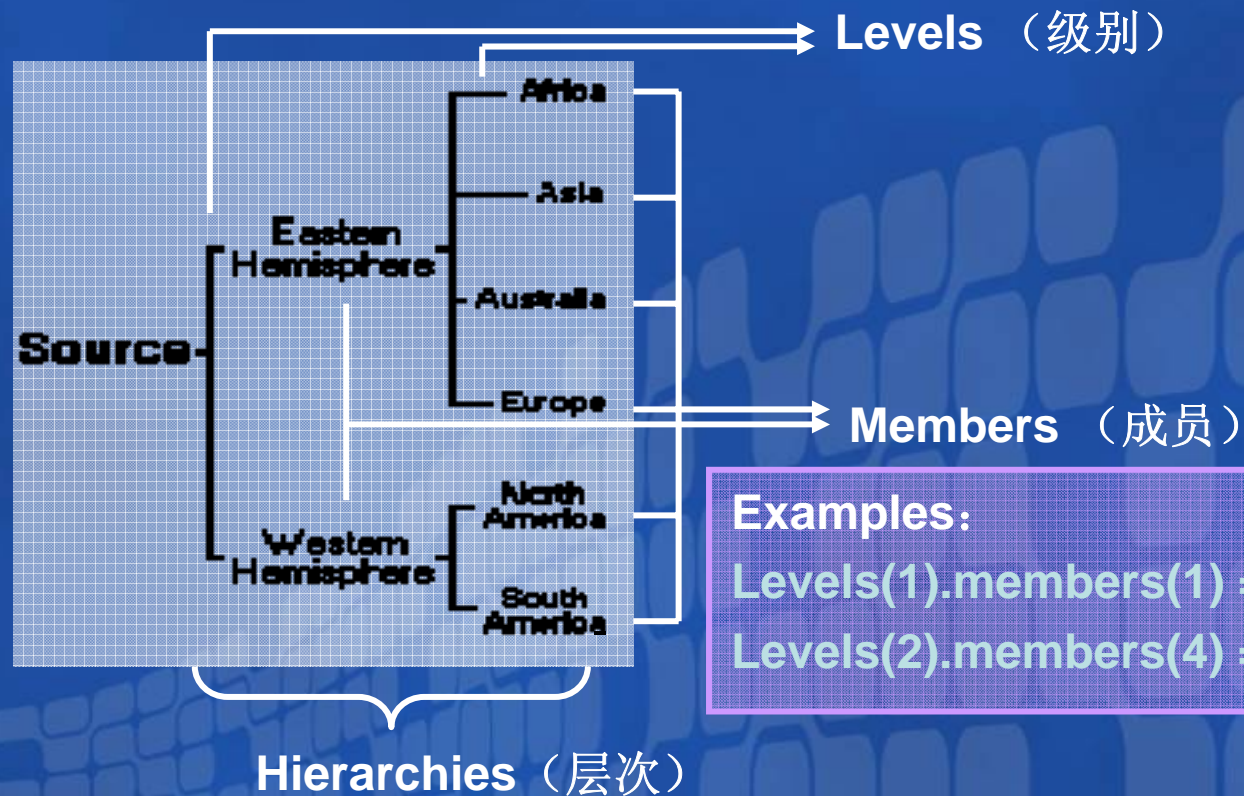 Levels （级别）
Africa
Asia
Eastern
Hemisphere
Australia
Source
Europe
Members （成员）
North
America
Western
Hemisphere
South
America
Examples：
Levels(1).members(1) =
Levels(2).members(4) =
Hierarchies（层次）